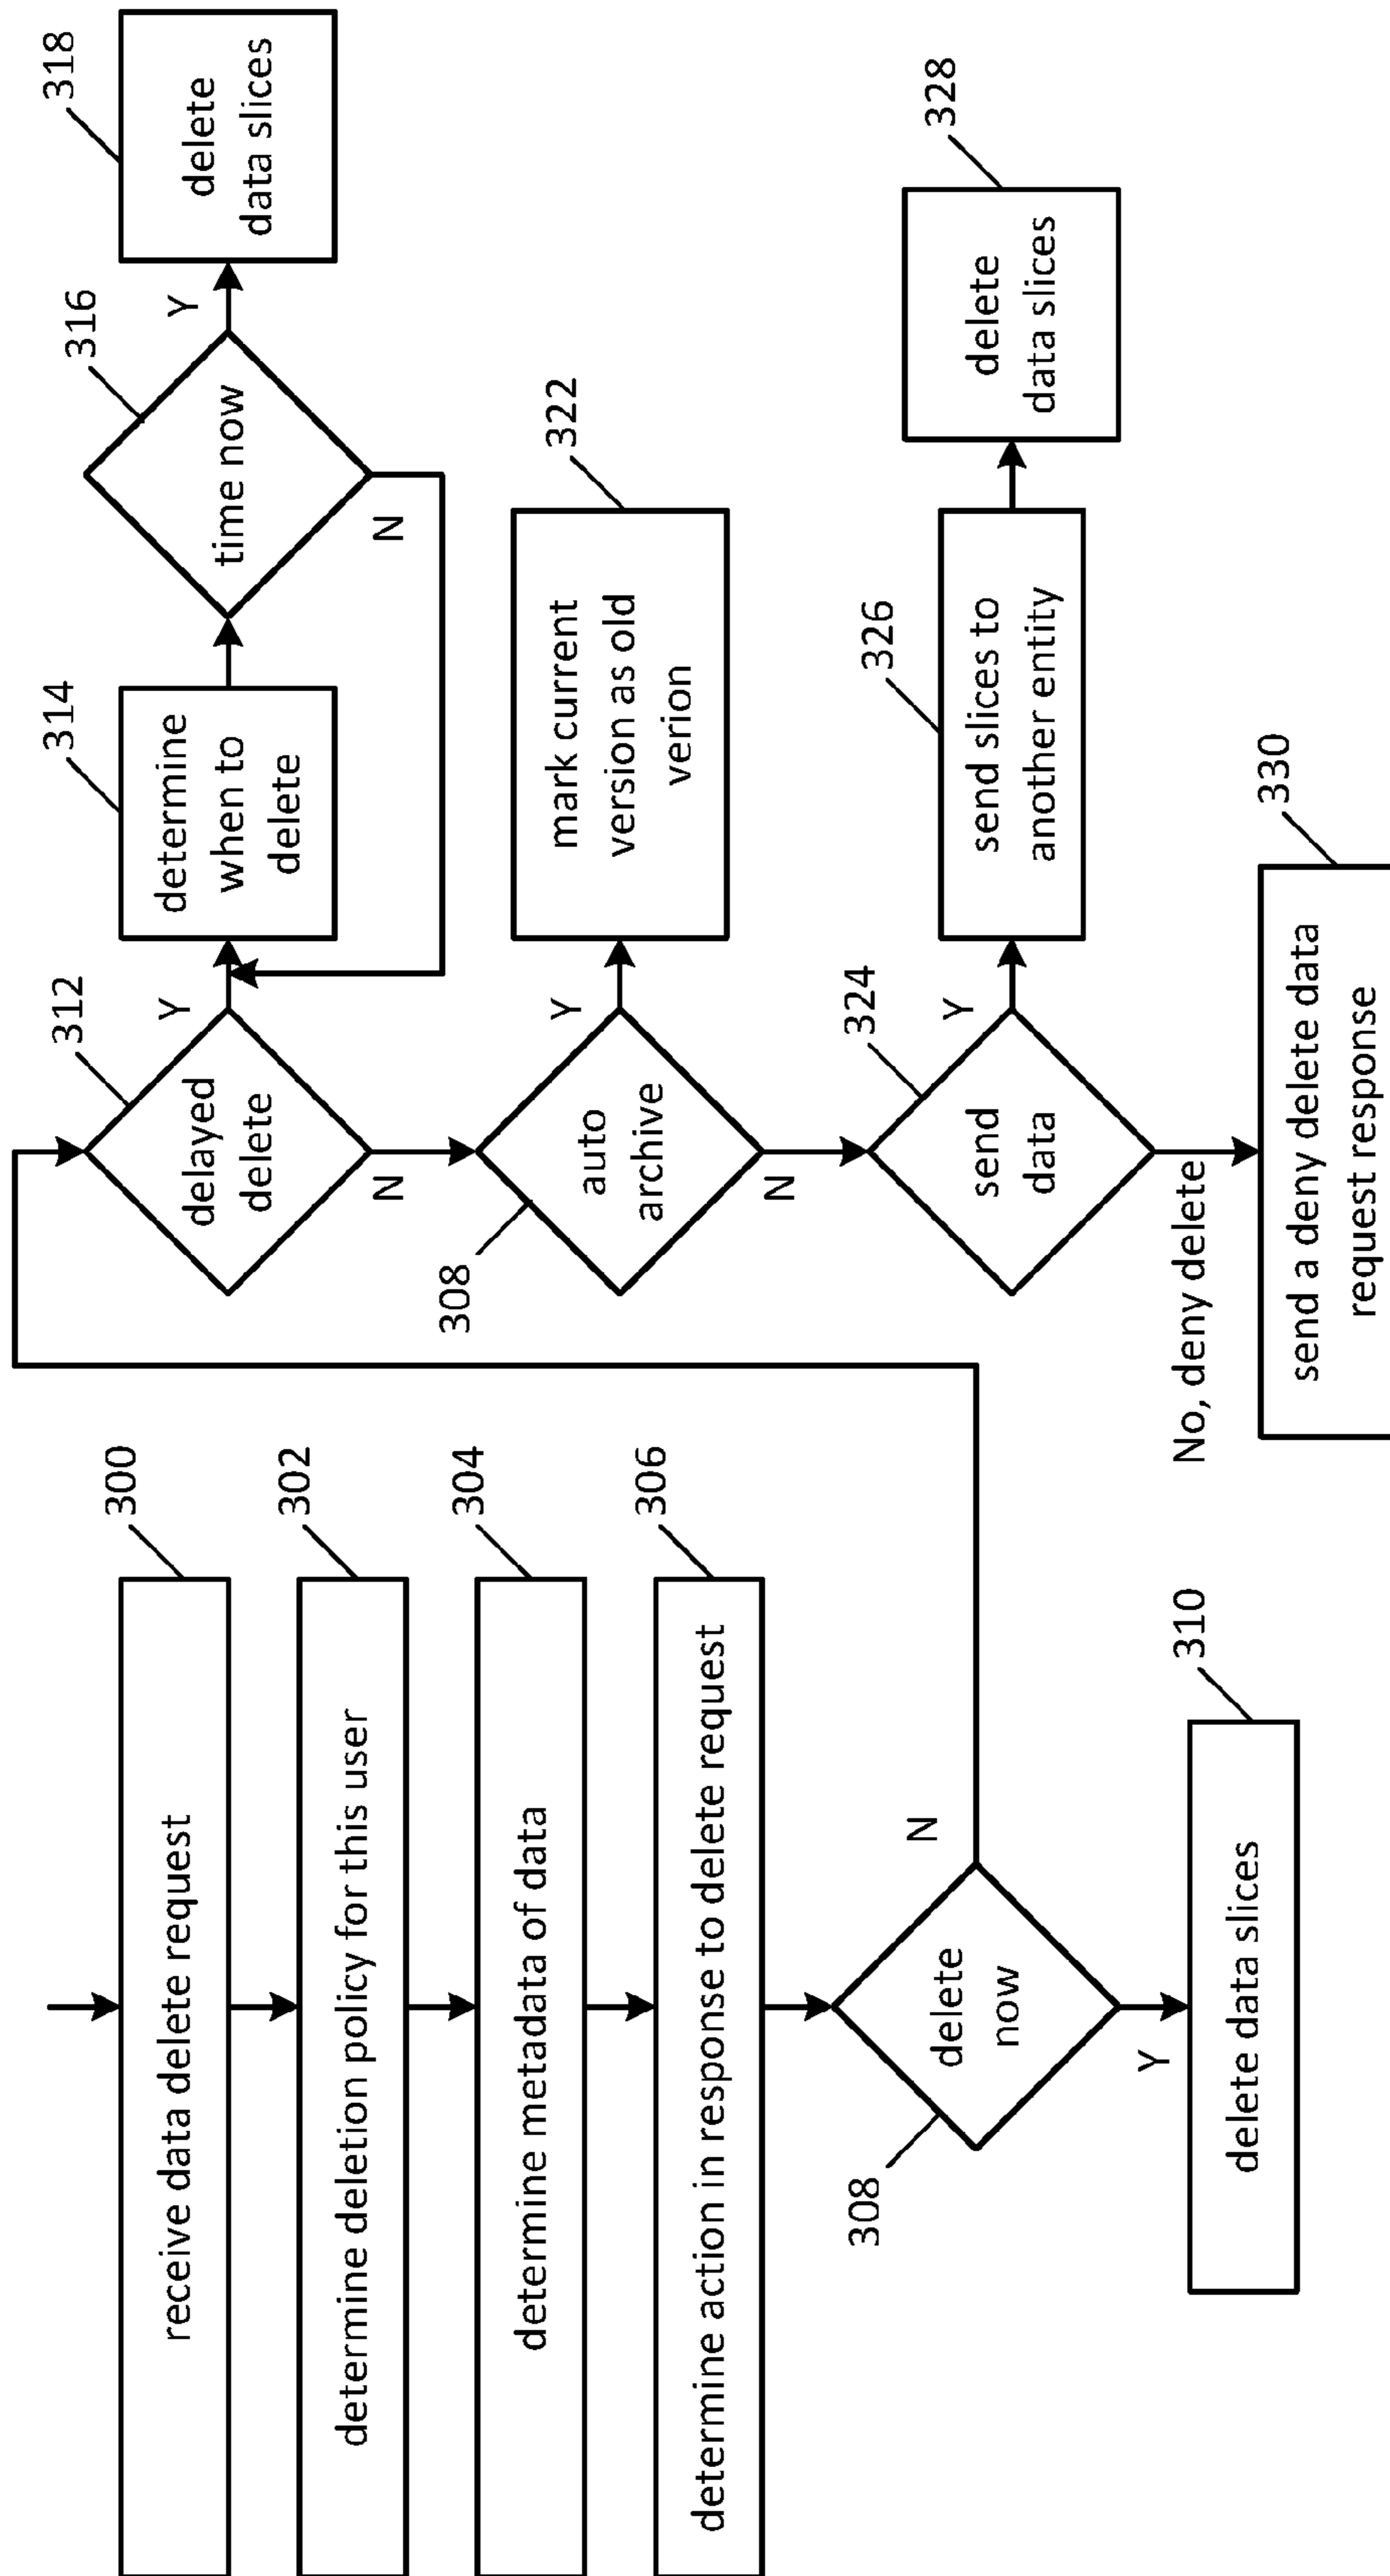 300
receive data delete request
302
determine deletion policy for this user
304
determine metadata of data
306
determine action in response to delete request
308
delete
now
N
Y
310
delete data slices
312
delayed
delete
Y
N
314
determine
when to
delete
316
time now
Y
N
318
delete
data slices
308
auto
archive
Y
N
322
mark current
version as old
verion
324
send
data
Y
No, deny delete
326
send slices to
another entity
328
delete
data slices
330
send a deny delete data
request response